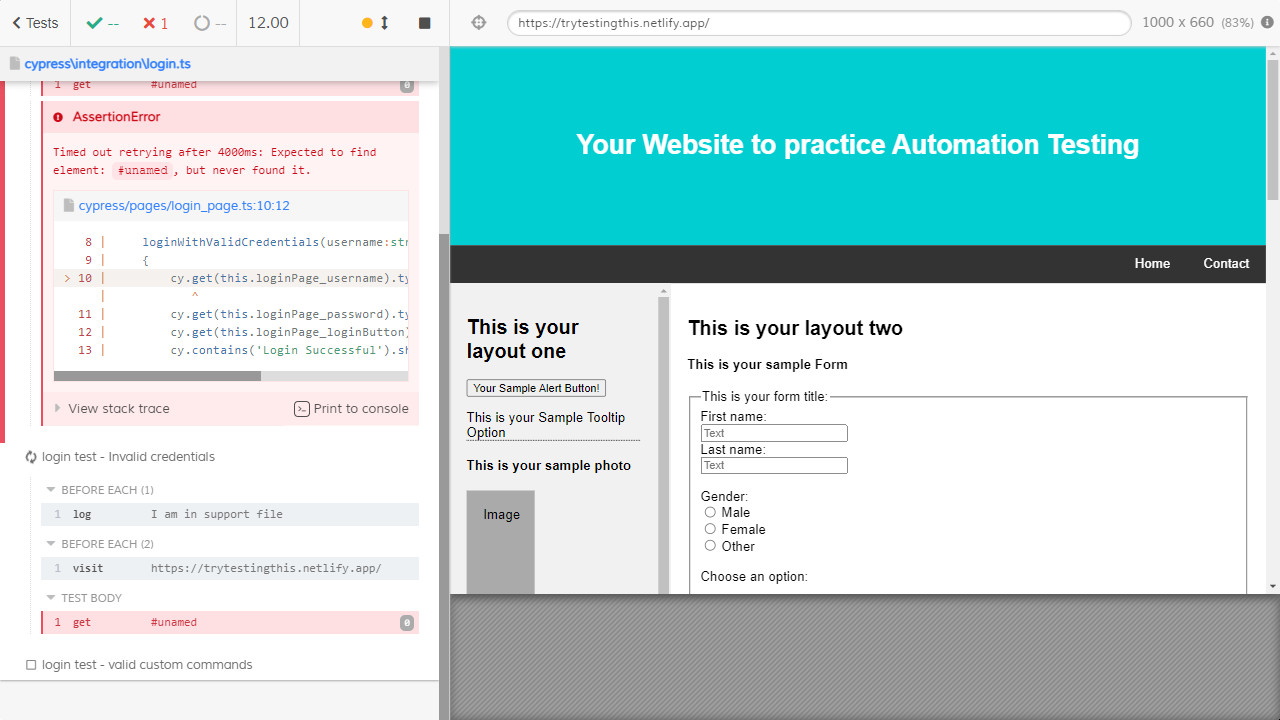 Tests
--
1
--
12.00
https://trytestingthis.netlify.app/
1000 x 660 (83%)
cypress\integration\login.ts
1 get #unamed 0
AssertionError
Timed out retrying after 4000ms: Expected to find
element: #unamed, but never found it.
cypress/pages/login_page.ts:10:12
8 | loginWithValidCredentials(username:str
9 | {
> 10 | cy.get(this.loginPage_username).ty
| ^
11 | cy.get(this.loginPage_password).ty
12 | cy.get(this.loginPage_loginButton)
13 | cy.contains('Login Successful').sh
View stack trace
Print to console
login test - Invalid credentials
BEFORE EACH (1)
1 log I am in support file
BEFORE EACH (2)
1 visit https://trytestingthis.netlify.app/
TEST BODY
1 get #unamed 0
login test - valid custom commands
Your Website to practice Automation Testing
Home Contact
This is your
layout one
Your Sample Alert Button!
This is your Sample Tooltip
Option
This is your sample photo
Image
This is your layout two
This is your sample Form
This is your form title:
First name:
Text
Last name:
Text
Gender:
Male
Female
Other
Choose an option: